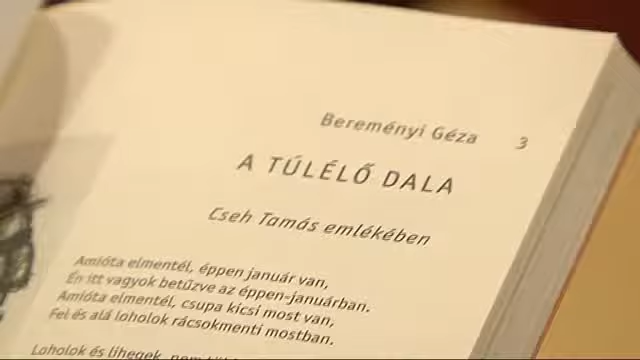 Bereményi Géza 3
A TÚLÉLŐ DALA
Cseh Tamás emlékében
Amióta elmentél, éppen január van,
Én itt vagyok betűzve az éppen-januárban.
Amióta elmentél, csupa kicsi most van,
Fel és alá loholok rácsokmenti mostban.
Loholok és lihegek, nem